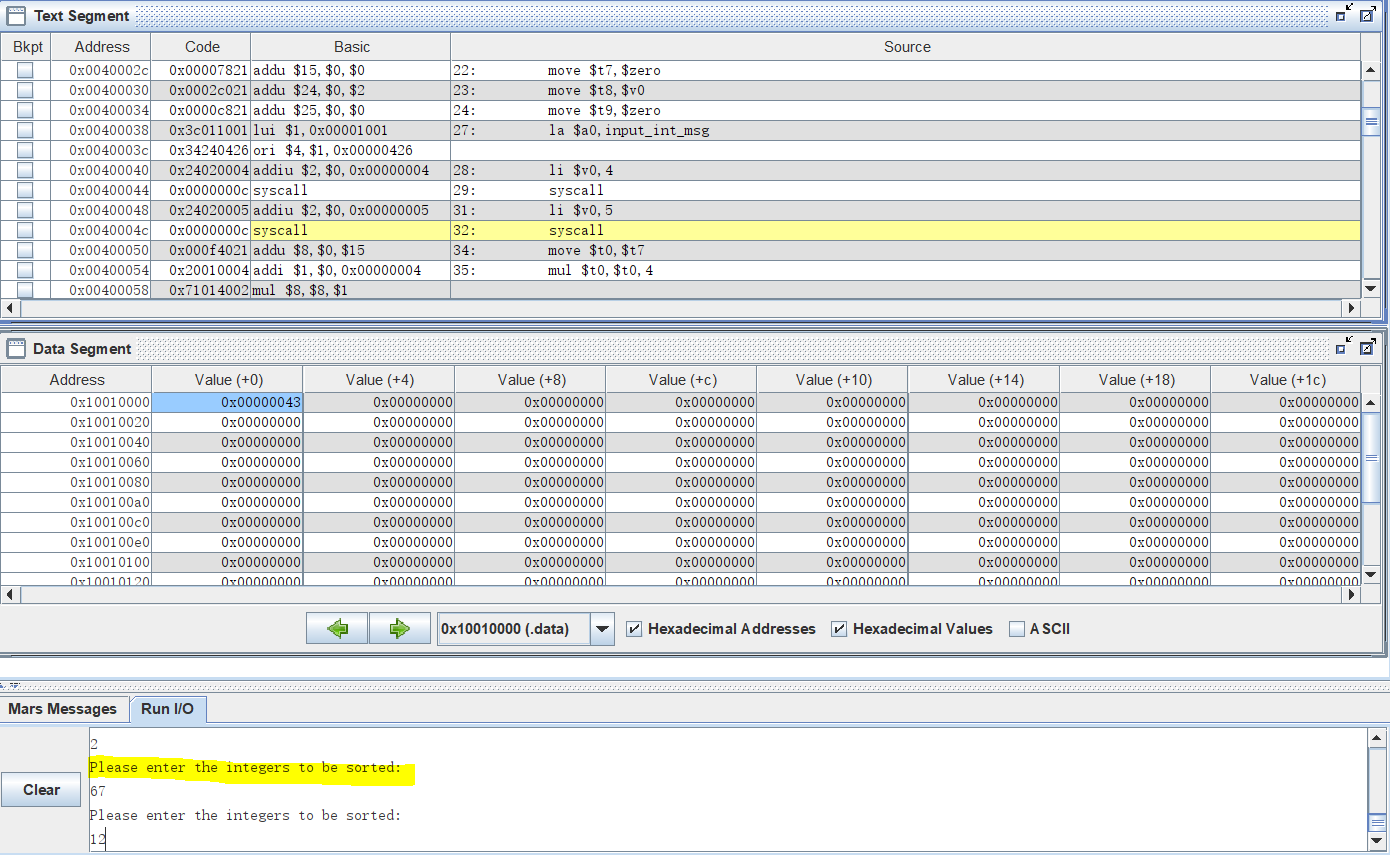 Text Segment
Bkpt Address Code Basic Source
0x0040002c 0x00007821 addu $15,$0,$0 22: move $t7,$zero
0x00400030 0x0002c021 addu $24,$0,$2 23: move $t8,$v0
0x00400034 0x0000c821 addu $25,$0,$0 24: move $t9,$zero
0x00400038 0x3c011001 lui $1,0x00001001 27: la $a0,input_int_msg
0x0040003c 0x34240426 ori $4,$1,0x00000426
0x00400040 0x24020004 addiu $2,$0,0x00000004 28: li $v0,4
0x00400044 0x0000000c syscall 29: syscall
0x00400048 0x24020005 addiu $2,$0,0x00000005 31: li $v0,5
0x0040004c 0x0000000c syscall 32: syscall
0x00400050 0x000f4021 addu $8,$0,$15 34: move $t0,$t7
0x00400054 0x20010004 addi $1,$0,0x00000004 35: mul $t0,$t0,4
0x00400058 0x71014002 mul $8,$8,$1
Data Segment
Address Value (+0) Value (+4) Value (+8) Value (+c) Value (+10) Value (+14) Value (+18) Value (+1c)
0x10010000 0x00000043 0x00000000 0x00000000 0x00000000 0x00000000 0x00000000 0x00000000 0x00000000
0x10010020 0x00000000 0x00000000 0x00000000 0x00000000 0x00000000 0x00000000 0x00000000 0x00000000
0x10010040 0x00000000 0x00000000 0x00000000 0x00000000 0x00000000 0x00000000 0x00000000 0x00000000
0x10010060 0x00000000 0x00000000 0x00000000 0x00000000 0x00000000 0x00000000 0x00000000 0x00000000
0x10010080 0x00000000 0x00000000 0x00000000 0x00000000 0x00000000 0x00000000 0x00000000 0x00000000
0x100100a0 0x00000000 0x00000000 0x00000000 0x00000000 0x00000000 0x00000000 0x00000000 0x00000000
0x100100c0 0x00000000 0x00000000 0x00000000 0x00000000 0x00000000 0x00000000 0x00000000 0x00000000
0x100100e0 0x00000000 0x00000000 0x00000000 0x00000000 0x00000000 0x00000000 0x00000000 0x00000000
0x10010100 0x00000000 0x00000000 0x00000000 0x00000000 0x00000000 0x00000000 0x00000000 0x00000000
0x10010120 0x00000000 0x00000000 0x00000000 0x00000000 0x00000000 0x00000000 0x00000000 0x00000000
0x10010000 (.data) Hexadecimal Addresses Hexadecimal Values ASCII
Mars Messages Run I/O
2
Please enter the integers to be sorted:
67
Please enter the integers to be sorted:
12
Clear